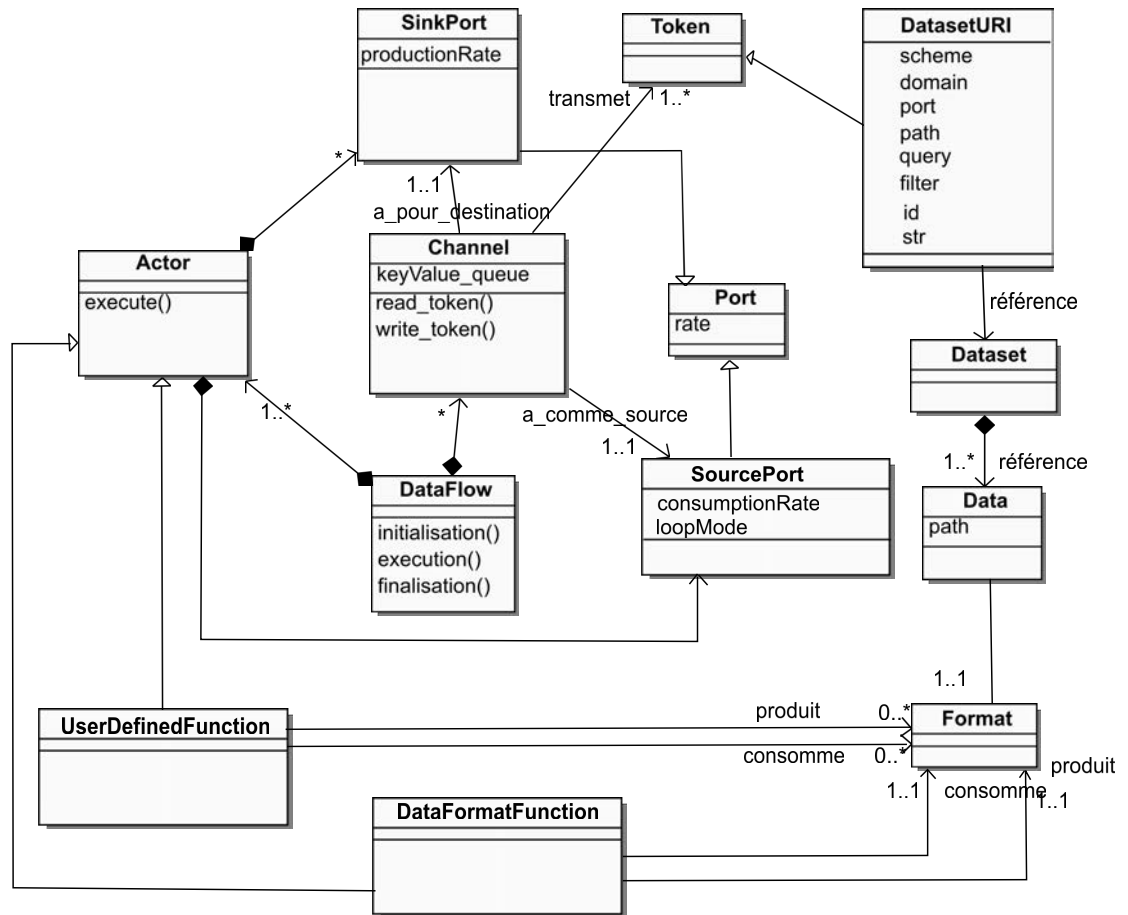 SinkPort
productionRate
Token
DatasetURI
scheme
domain
port
path
query
filter
id
str
transmet
1..*
*
1..1
a_pour_destination
Actor
execute()
Channel
keyValue_queue
read_token()
write_token()
Port
rate
référence
Dataset
1..*
*
a_comme_source
1..1
1..*
référence
DataFlow
initialisation()
execution()
finalisation()
SourcePort
consumptionRate
loopMode
Data
path
1..1
UserDefinedFunction
produit
0..*
Format
consomme
0..*
produit
1..1
consomme
1..1
DataFormatFunction